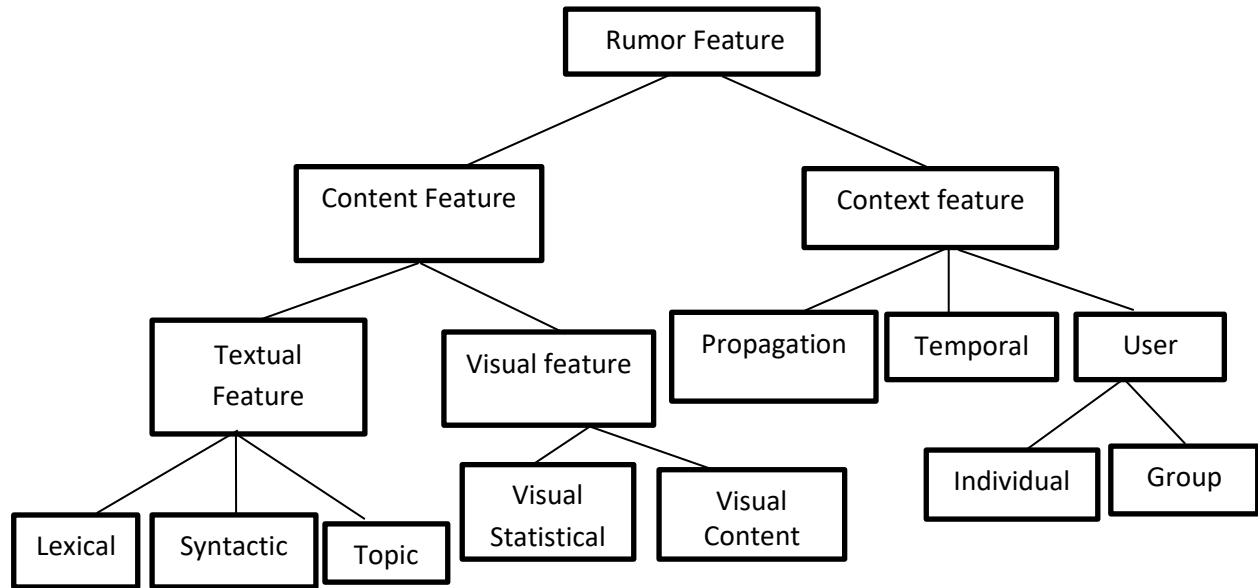 Rumor Feature
Content Feature
Context feature
Textual
Feature
Visual feature
Propagation
Temporal
User
Lexical
Syntactic
Topic
Visual
Statistical
Visual
Content
Individual
Group